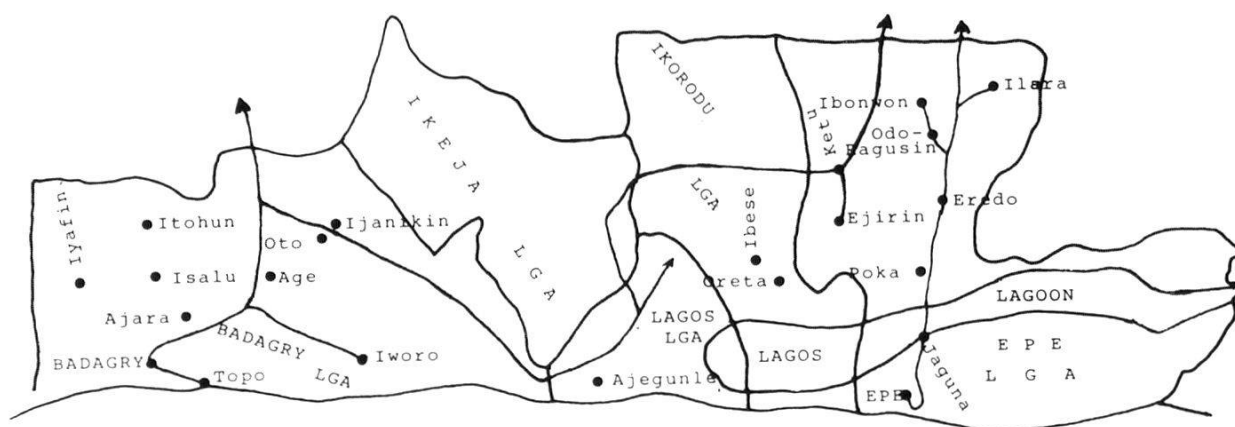 IKORODU
LGA
IKEJA
LGA
Ketu
Ibonwon
Ilara
Odo-
Ragusin
Iyafin
Itohun
Ijanikin
Oto
Ibese
Ejirin
Eredo
Isalu
Age
Oreta
Poka
Ajara
BADAGRY
LGA
LAGOS
LGA
LAGOON
LAGOS
EPE
LGA
BADAGRY
Iworo
Topo
Ajegunle
EPE
Jaguna